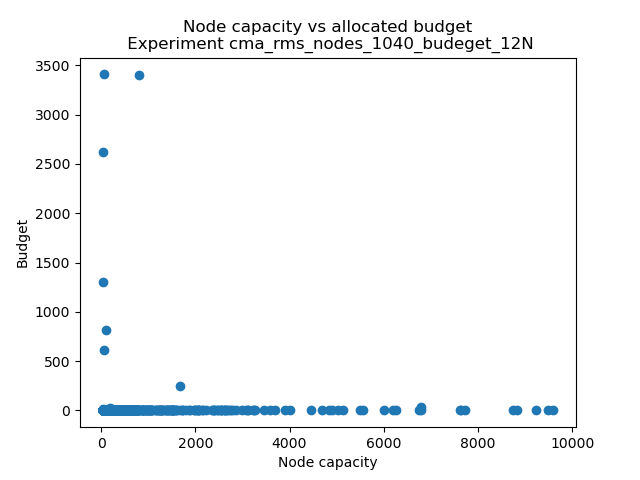 Node capacity vs allocated budget
Experiment cma_rms_nodes_1040_budeget_12N
3500
3000
2500
2000
1500
1000
500
0
Budget
0 2000 4000 6000 8000 10000
Node capacity